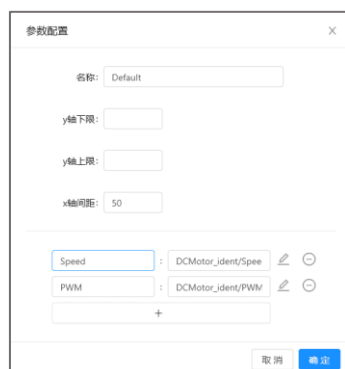 参数配置
名称: Default
y轴下限:
y轴上限:
x轴间距: 50
Speed : DCMotor_ident/Spee
PWM : DCMotor_ident/PWM
+
取 消 确 定